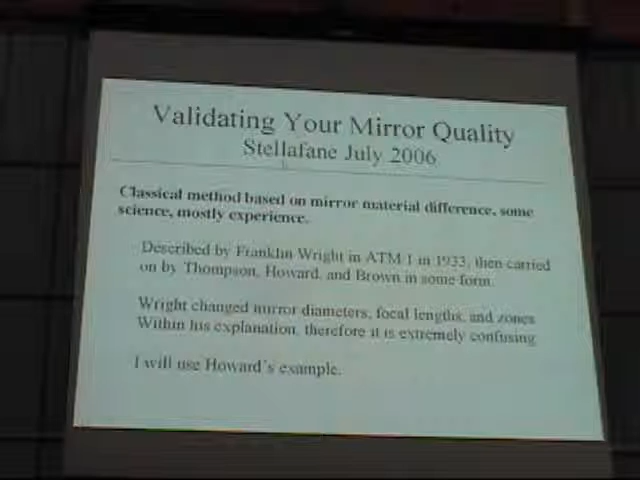 Validating Your Mirror Quality
Stellafane July 2006
Classical method based on mirror material difference, some
science, mostly experience.
Described by Franklin Wright in ATM 1 in 1933, then carried
on by Thompson, Howard, and Brown in some form.
Wright changed mirror diameters, focal lengths, and zones
Within his explanation, therefore it is extremely confusing
I will use Howard's example.